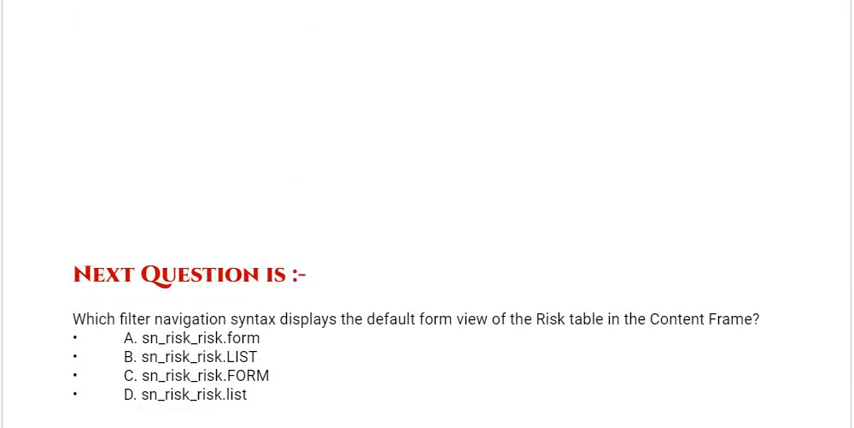 Next Question is :-
Which filter navigation syntax displays the default form view of the Risk table in the Content Frame?
• A. sn_risk_risk.form
• B. sn_risk_risk.LIST
• C. sn_risk_risk.FORM
• D. sn_risk_risk.list